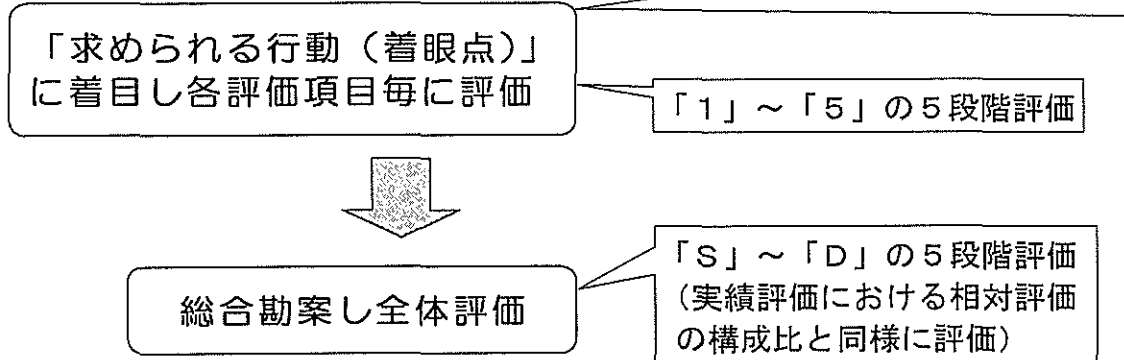 「求められる行動（着眼点）」
に着目し各評価項目毎に評価
「１」～「５」の５段階評価
総合勘案し全体評価
「Ｓ」～「Ｄ」の５段階評価
（実績評価における相対評価
の構成比と同様に評価）